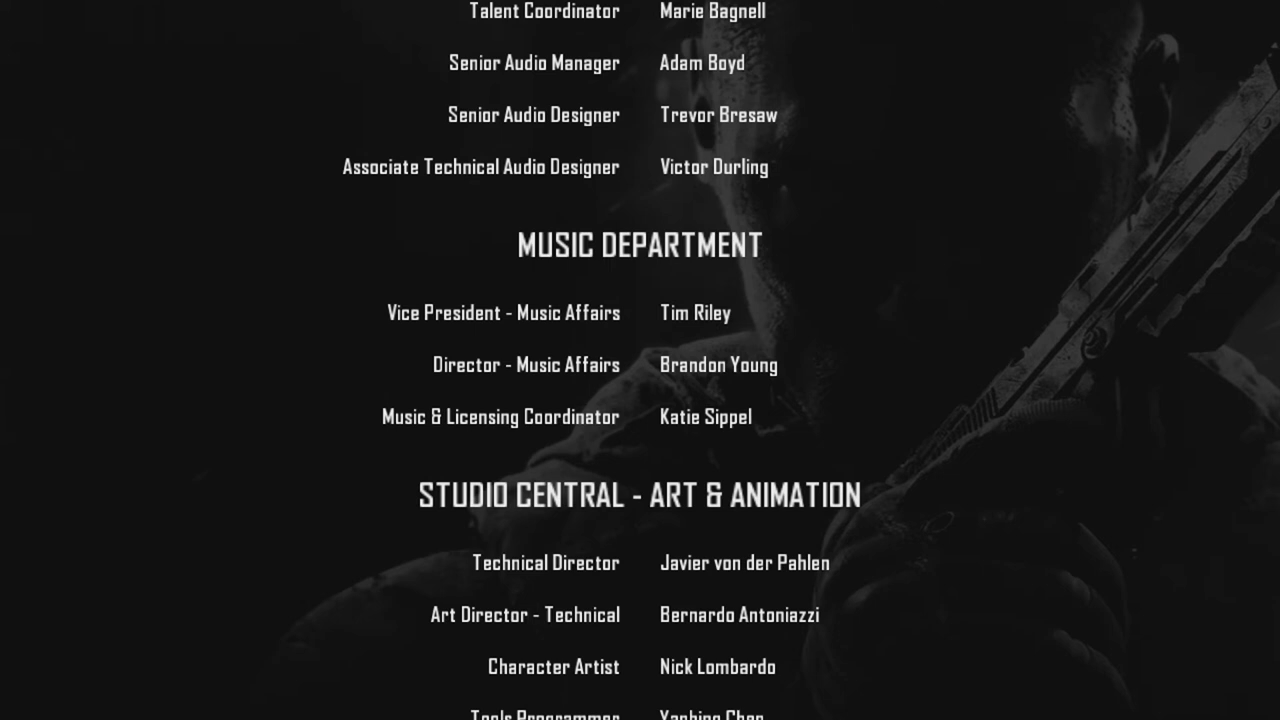 Talent Coordinator Marie Bagnell
Senior Audio Manager Adam Boyd
Senior Audio Designer Trevor Bresaw
Associate Technical Audio Designer Victor Durling
MUSIC DEPARTMENT
Vice President - Music Affairs Tim Riley
Director - Music Affairs Brandon Young
Music & Licensing Coordinator Katie Sippel
STUDIO CENTRAL - ART & ANIMATION
Technical Director Javier von der Pahlen
Art Director - Technical Bernardo Antoniazzi
Character Artist Nick Lombardo
Tools Programmer